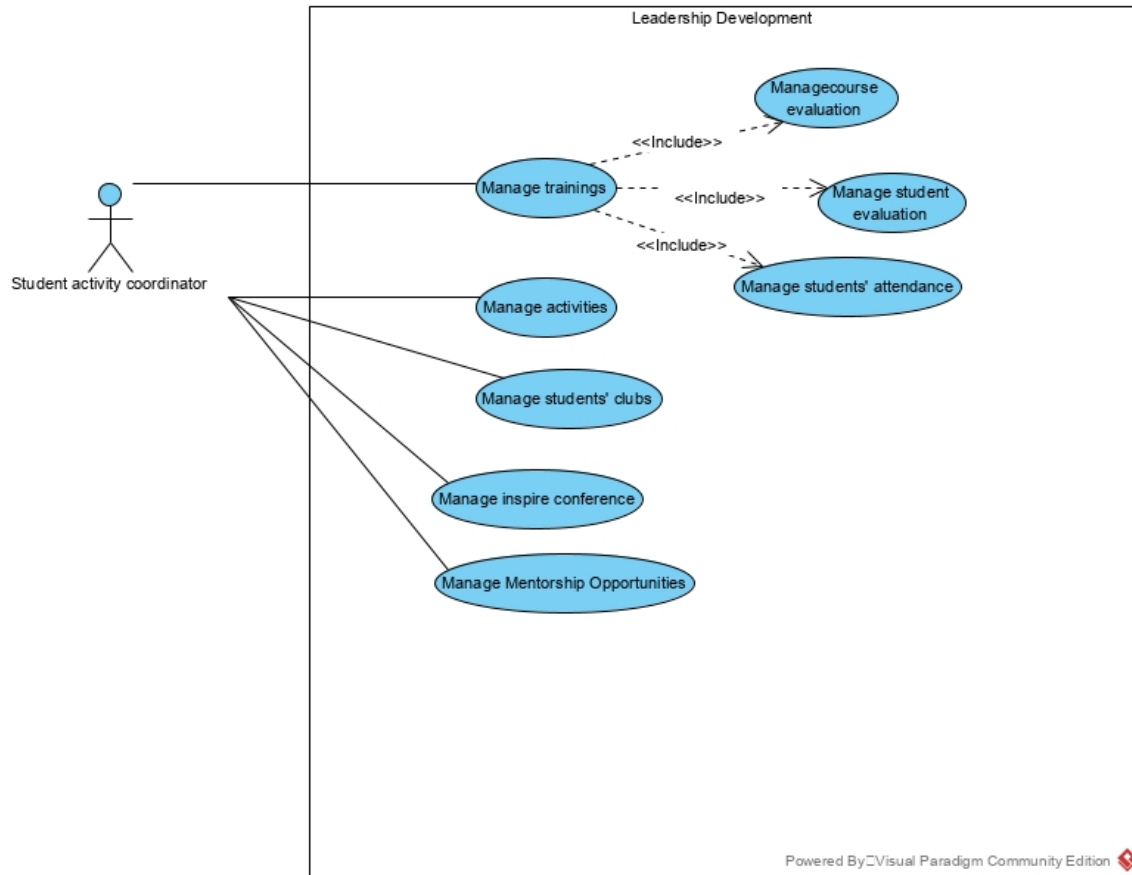 Leadership Development
Managecourse
evaluation
<<Include>>
Manage trainings
<<Include>>
Manage student
evaluation
<<Include>>
Manage students' attendance
Student activity coordinator
Manage activities
Manage students' clubs
Manage inspire conference
Manage Mentorship Opportunities
Powered By□Visual Paradigm Community Edition